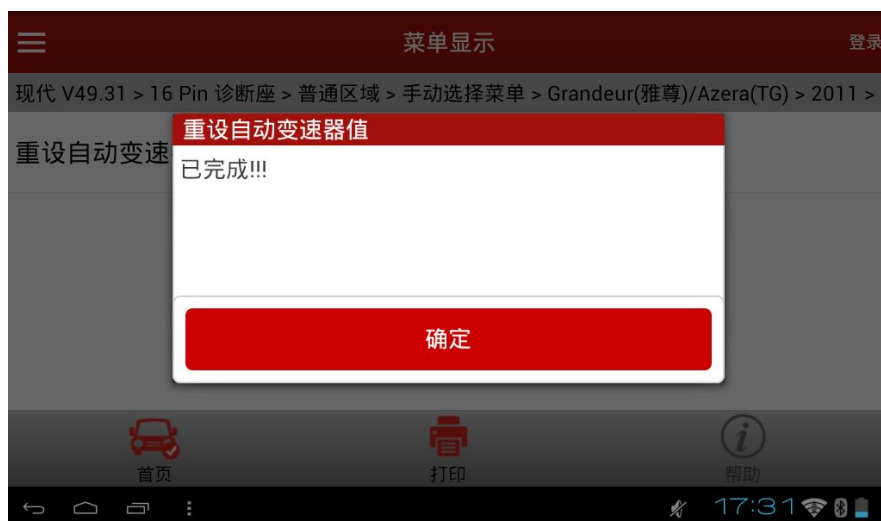 菜单显示
登录
现代 V49.31 > 16 Pin 诊断座 > 普通区域 > 手动选择菜单 > Grandeur(雅尊)/Azera(TG) > 2011 >
重设自动变速器值
重设自动变速
已完成!!!
确定
首页
打印
帮助
17:31